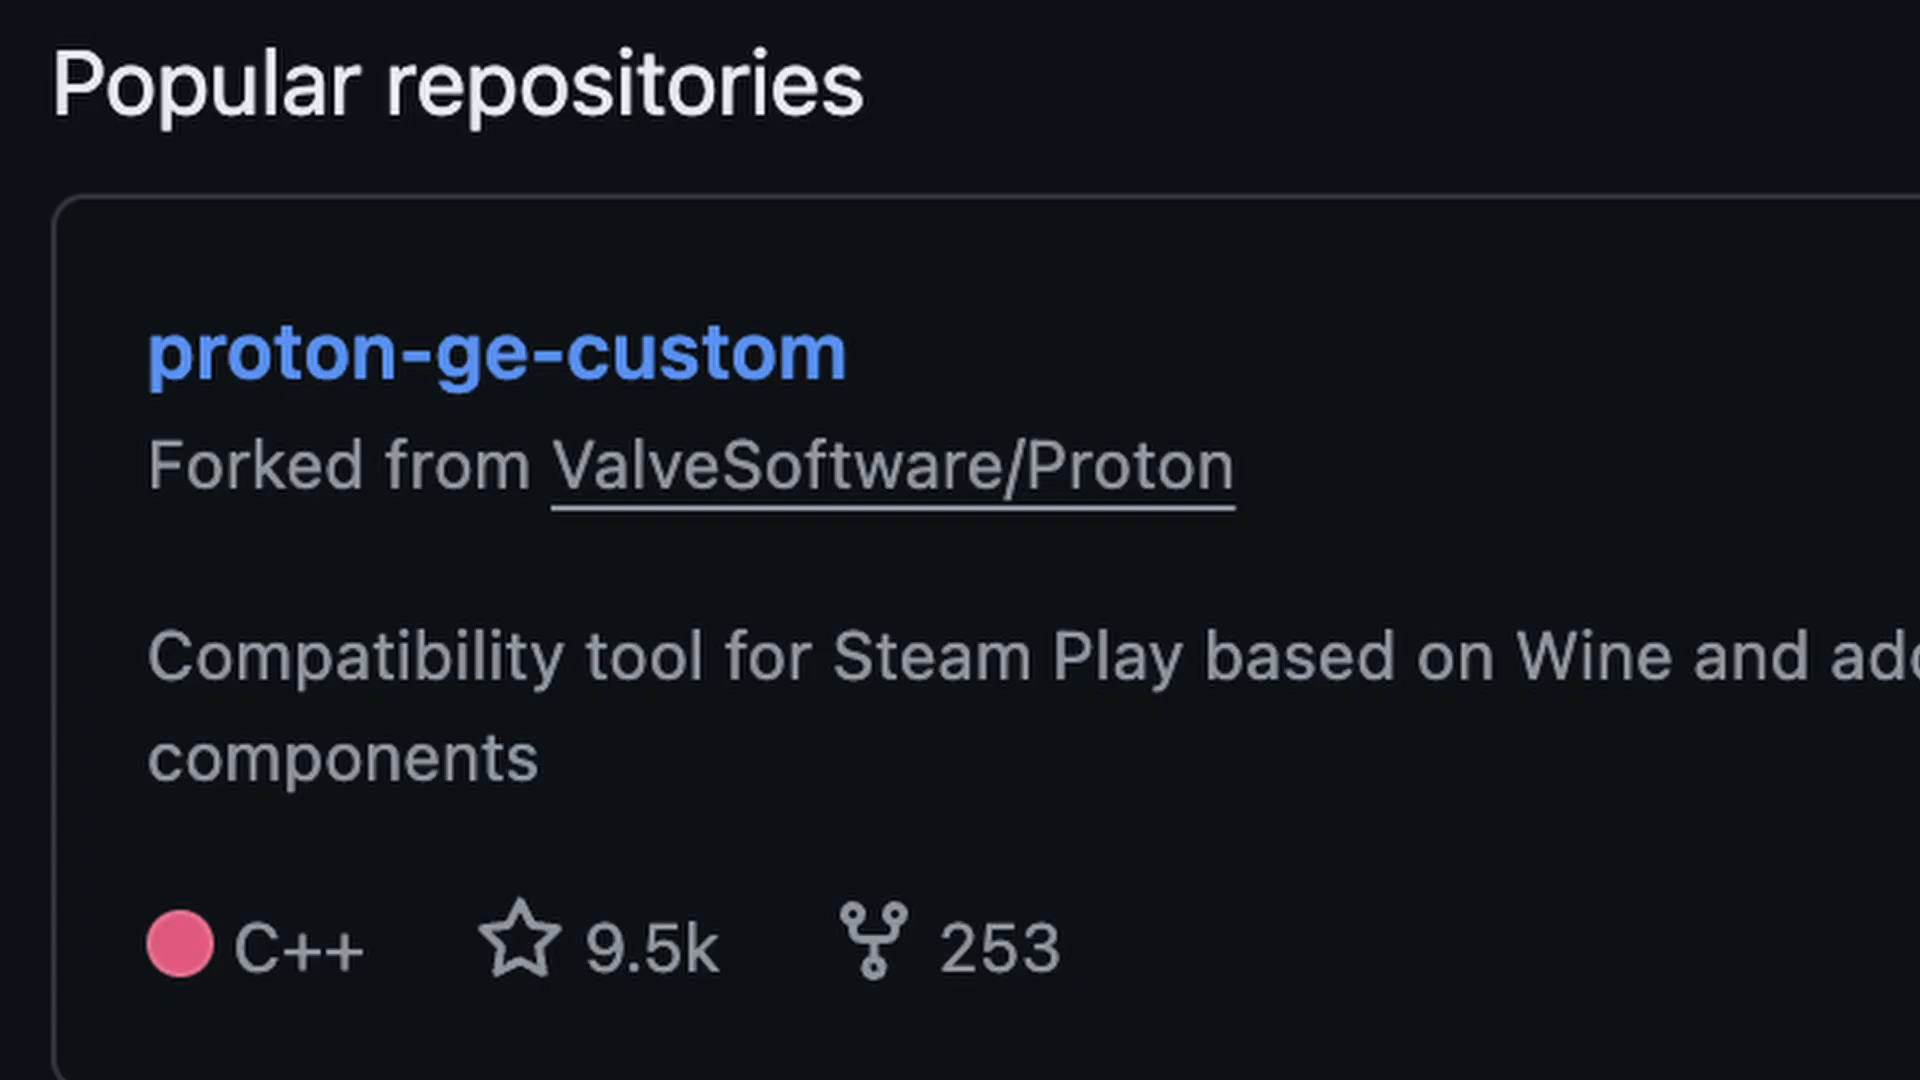 Popular repositories
proton-ge-custom
Forked from ValveSoftware/Proton
Compatibility tool for Steam Play based on Wine and
components
C++ 9.5k 253